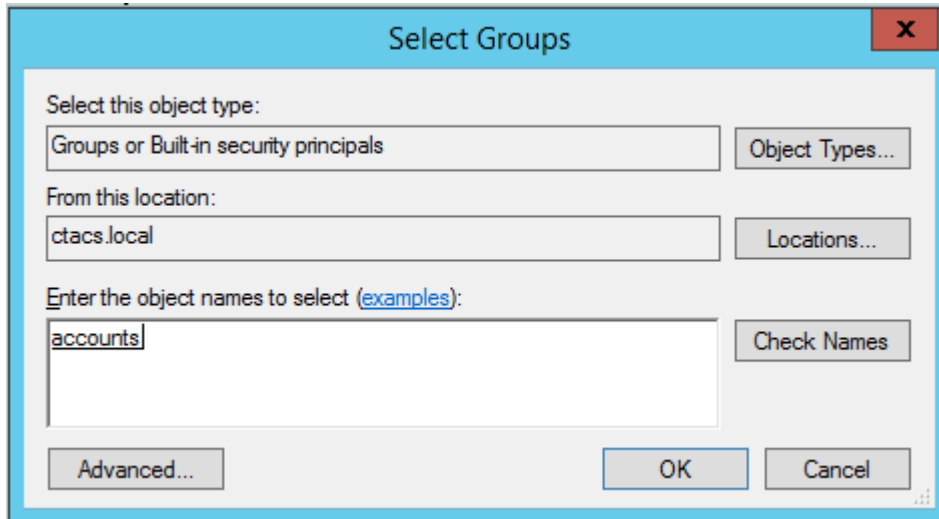 Select Groups
x
Select this object type:
Groups or Built-in security principals
Object Types...
From this location:
ctacs.local
Locations...
Enter the object names to select (examples):
accounts
Check Names
Advanced...
OK
Cancel